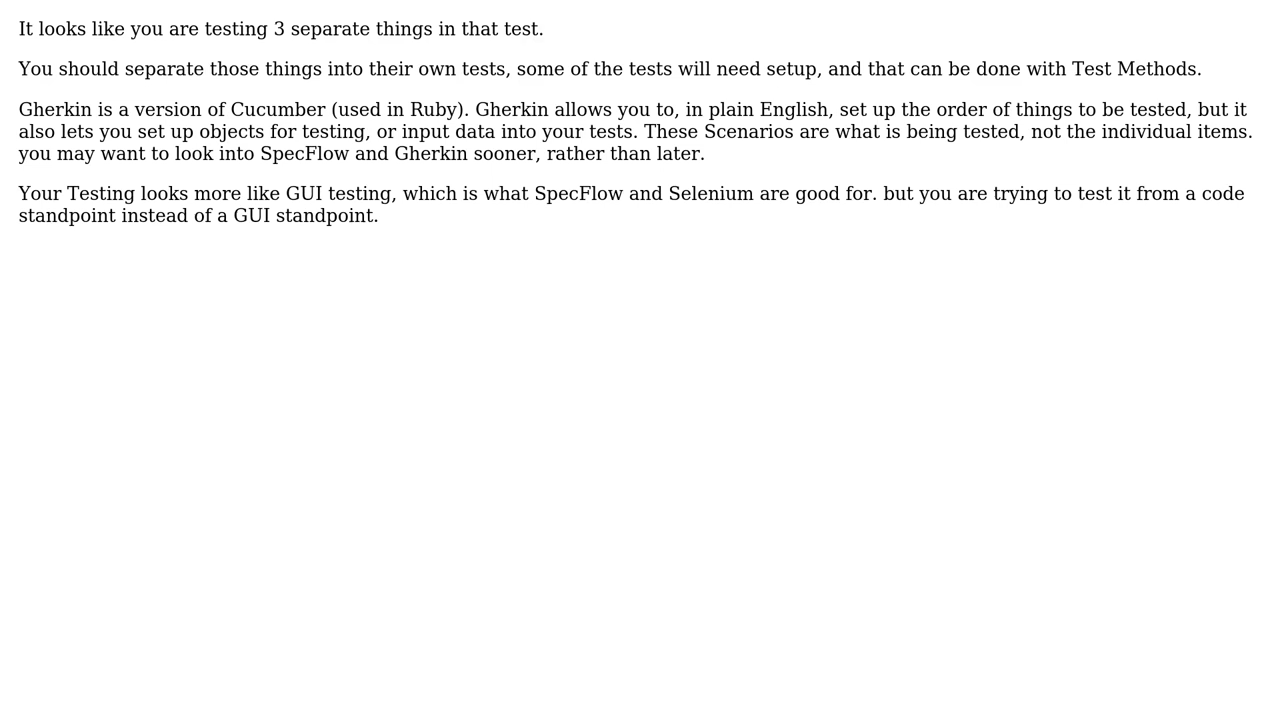 It looks like you are testing 3 separate things in that test.
You should separate those things into their own tests, some of the tests will need setup, and that can be done with Test Methods.
Gherkin is a version of Cucumber (used in Ruby). Gherkin allows you to, in plain English, set up the order of things to be tested, but it
also lets you set up objects for testing, or input data into your tests. These Scenarios are what is being tested, not the individual items.
you may want to look into SpecFlow and Gherkin sooner, rather than later.
Your Testing looks more like GUI testing, which is what SpecFlow and Selenium are good for. but you are trying to test it from a code
standpoint instead of a GUI standpoint.